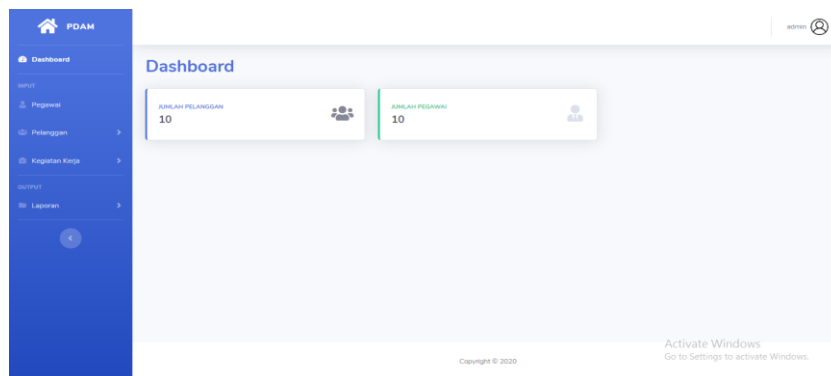 PDAM
admin
Dashboard
INPUT
Pegawai
Pelanggan
Kegiatan Kerja
OUTPUT
Laporan
Dashboard
JUMLAH PELANGGAN
10
JUMLAH PEGAWAI
10
Copyright © 2020
Activate Windows
Go to Settings to activate Windows.